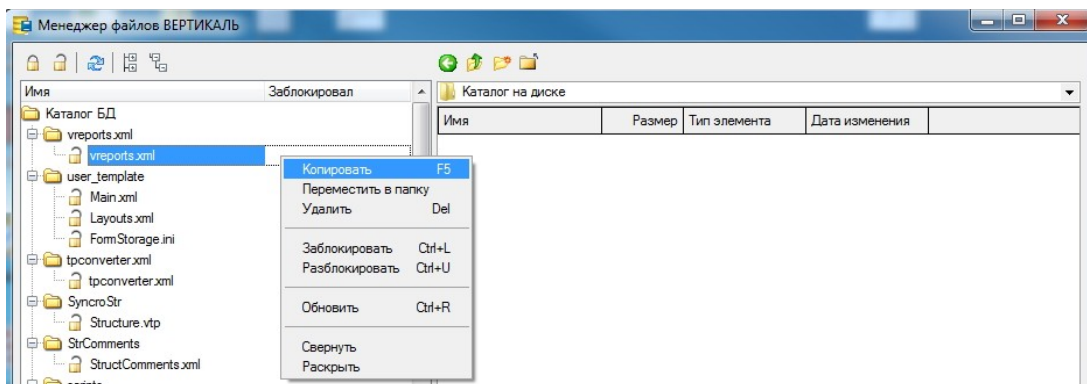 Менеджер файлов ВЕРТИКАЛЬ
Имя Заблокировал
Каталог БД
vreports.xml
vreports.xml
user_template
Main.xml
Layouts.xml
FormStorage.ini
tpconverter.xml
tpconverter.xml
SyncroStr
Structure.vtp
StrComments
StructComments.xml
scripts
Копировать F5
Переместить в папку
Удалить Del
Заблокировать Ctrl+L
Разблокировать Ctrl+U
Обновить Ctrl+R
Свернуть
Раскрыть
Каталог на диске
Имя Размер Тип элемента Дата изменения